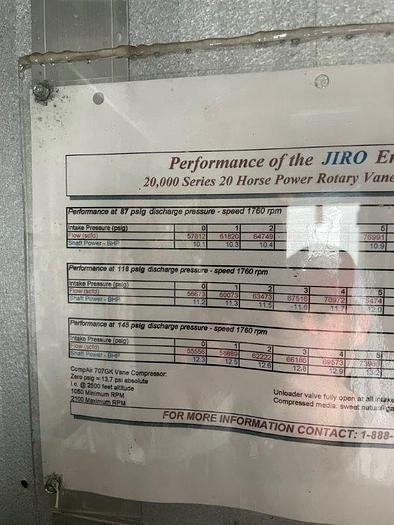 Performance of the JIRO En
20,000 Series 20 Horse Power Rotary Vane
Performance at 87 psig discharge pressure - speed 1760 rpm
Intake Pressure (psig) 0 1 2 5
Flow (scfd) 57812 61820 64749 76991
Shaft Power - BHP 10.1 10.3 10.4 10.9
Performance at 116 psig discharge pressure - speed 1760 rpm
Intake Pressure (psig) 0 1 2 3 4 5
Flow (scfd) 56673 60073 63473 67516 70972
Shaft Power - BHP 11.2 11.3 11.5 11.6 11.7 12.0
Performance at 145 psig discharge pressure - speed 1760 rpm
Intake Pressure (psig) 0 1 2 3 4 5
Flow (scfd) 55556 62222 66186 69573
Shaft Power - BHP 12.3 12.5 12.6 12.8 12.9 13.2
CompAir 707GK Vane Compressor:
Zero psig = 13.7 psi absolute
i.e. @ 2500 feet altitude
1050 Minimum RPM
2100 Maximum RPM
Unloader valve fully open at all intake
Compressed media: sweet natural ga
FOR MORE INFORMATION CONTACT: 1-888-